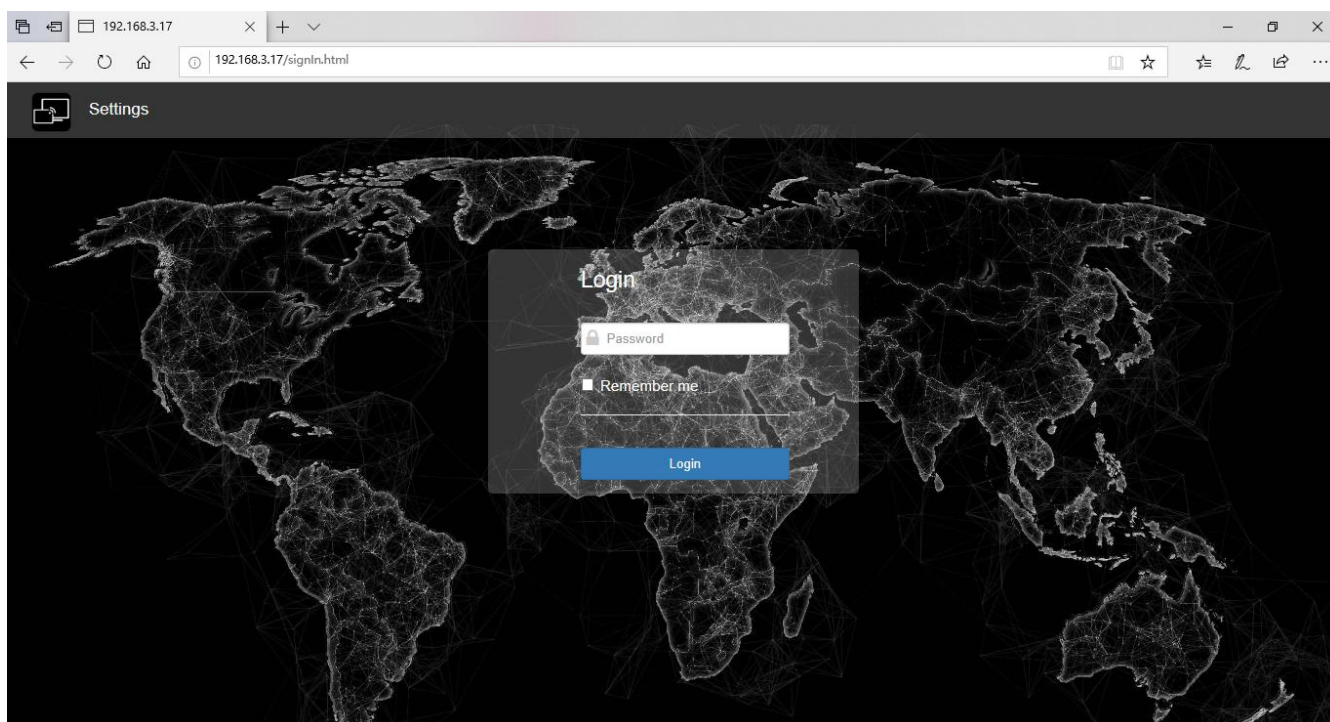 192.168.3.17
192.168.3.17/signIn.html
Settings
Login
Password
Remember me
Login